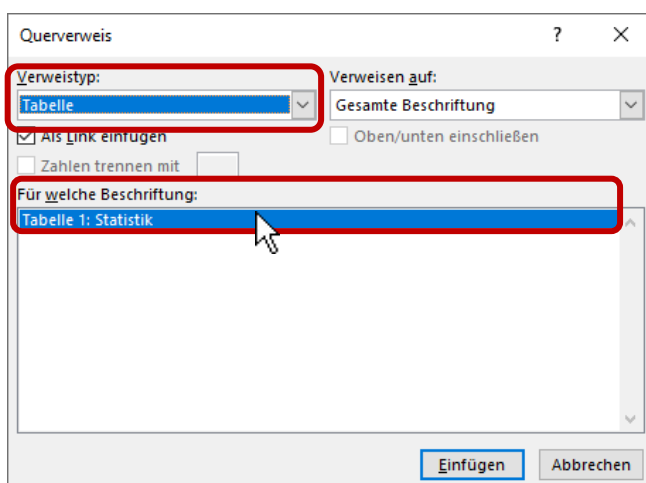 Querverweis ? ×
Verweistyp: Verweisen auf:
Tabelle Gesamte Beschriftung
Als Link einfügen Oben/unten einschließen
Zahlen trennen mit
Für welche Beschriftung:
Tabelle 1: Statistik
Einfügen Abbrechen